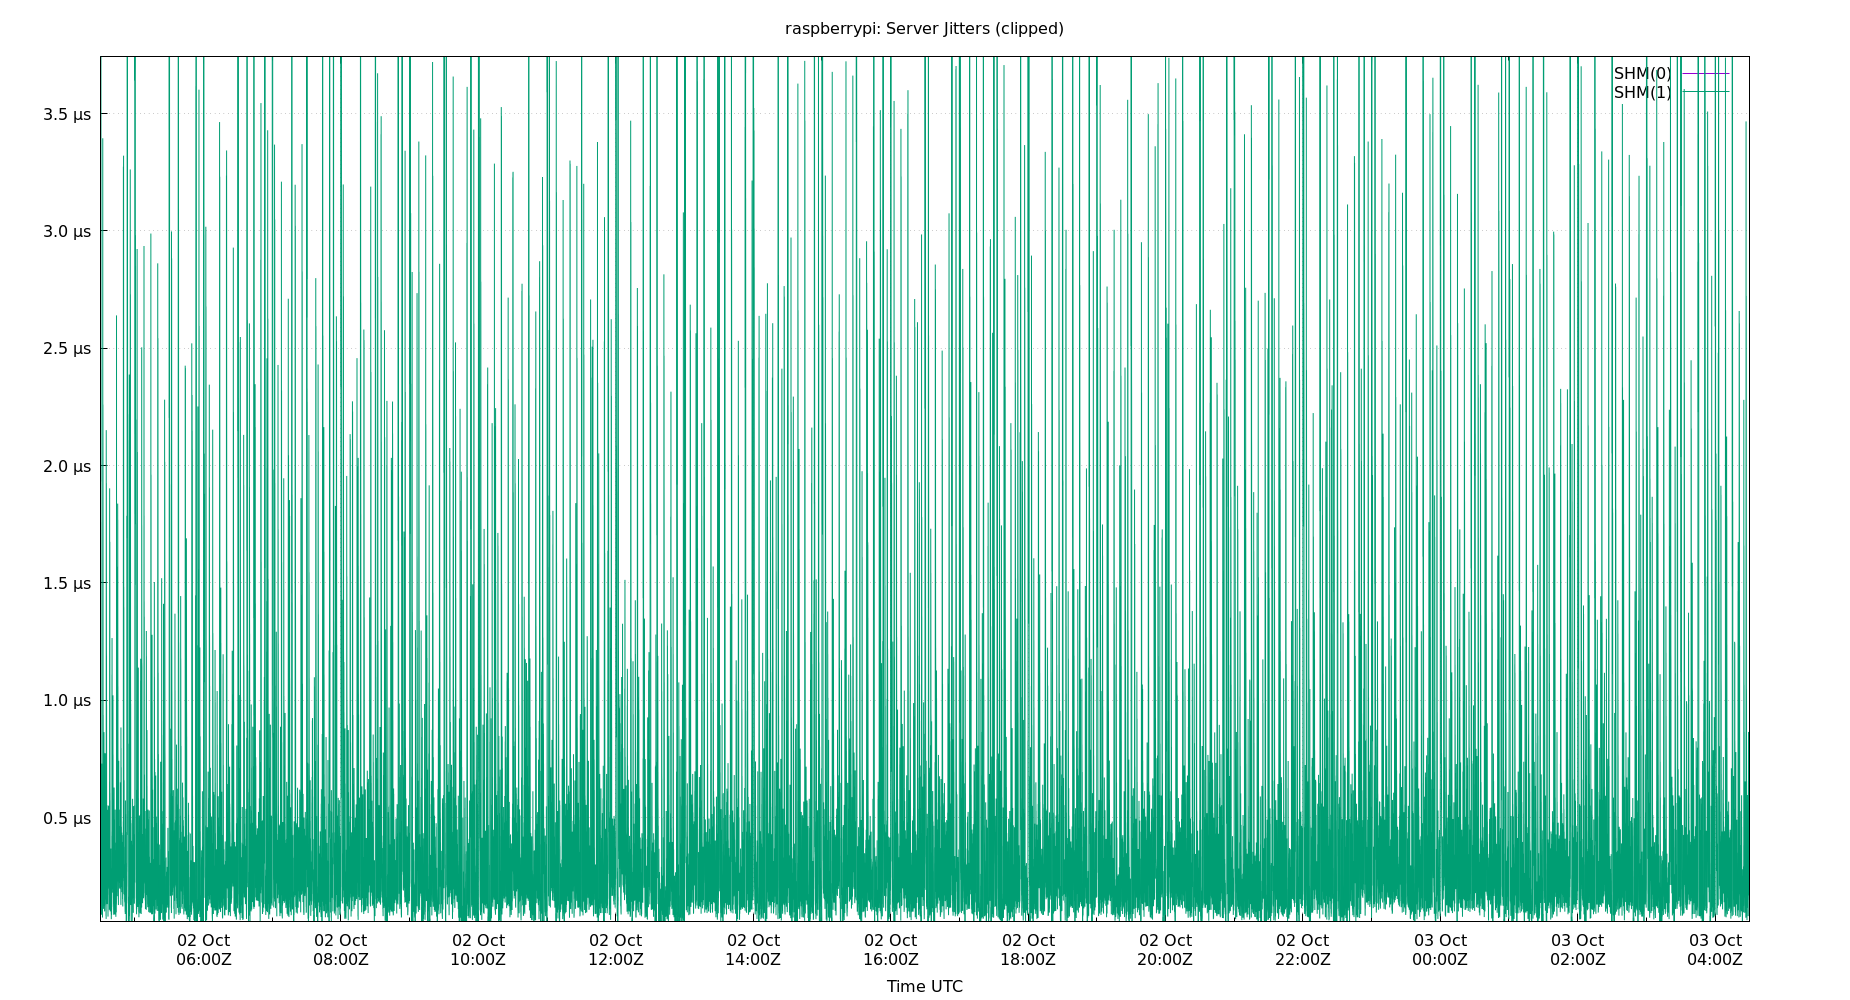 raspberrypi: Server Jitters (clipped)
SHM(0)
SHM(1)
3.5 µs
3.0 µs
2.5 µs
2.0 µs
1.5 µs
1.0 µs
0.5 µs
02 Oct 02 Oct 02 Oct 02 Oct 02 Oct 02 Oct 02 Oct 02 Oct 02 Oct 03 Oct 03 Oct 03 Oct
06:00Z 08:00Z 10:00Z 12:00Z 14:00Z 16:00Z 18:00Z 20:00Z 22:00Z 00:00Z 02:00Z 04:00Z
Time UTC